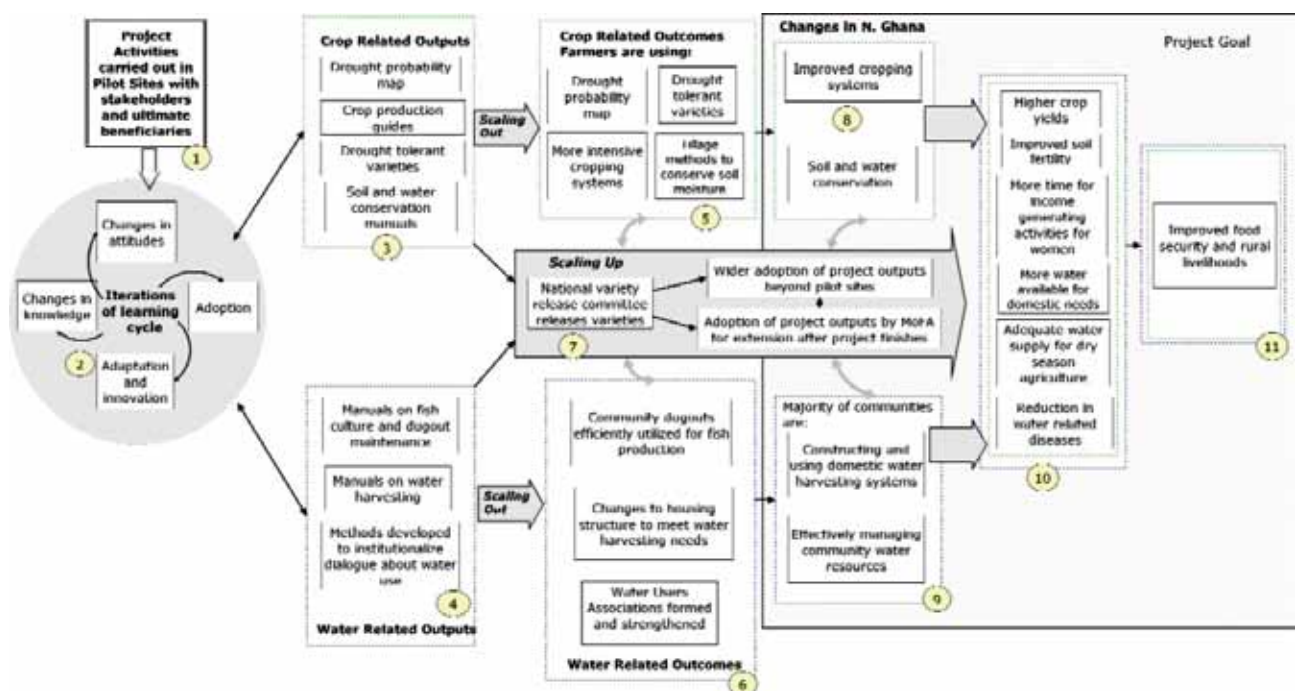 Project
Activities
carried out in
Pilot Sites with
stakeholders
and ultimate
beneficiaries
1
Changes in
attitudes
Changes in
knowledge
Iterations
of learning
cycle
Adoption
2
Adaptation and
innovation
Crop Related Outputs
Drought probability
map
Crop production
guides
Drought tolerant
varieties
Soil and water
conservation
manuals
3
Scaling
Out
Crop Related Outcomes
Farmers are using:
Drought
probability
map
Drought
tolerant
varieties
More intensive
cropping
systems
Tillage
methods to
conserve soil
moisture
5
Changes in N. Ghana
Improved cropping
systems
8
Soil and water
conservation
Project Goal
Scaling Up
National variety
release committee
releases varieties
7
Wider adoption of project outputs
beyond pilot sites
Adoption of project outputs by MoFA
for extension after project finishes
Manuals on fish
culture and dugout
maintenance
Manuals on water
harvesting
Methods developed
to institutionalize
dialogue about water
use
4
Water Related Outputs
Scaling
Out
Community dugouts
efficiently utilized for fish
production
Changes to housing
structure to meet water
harvesting needs
Water Users
Associations formed
and strengthened
Water Related Outcomes
6
Majority of communities
are:
Constructing and
using domestic water
harvesting systems
Effectively managing
community water
resources
9
Higher crop
yields
Improved soil
fertility
More time for
income
generating
activities for
women
More water
available for
domestic needs
Adequate water
supply for dry
season
agriculture
Reduction in
water related
diseases
10
Improved food
security and rural
livelihoods
11